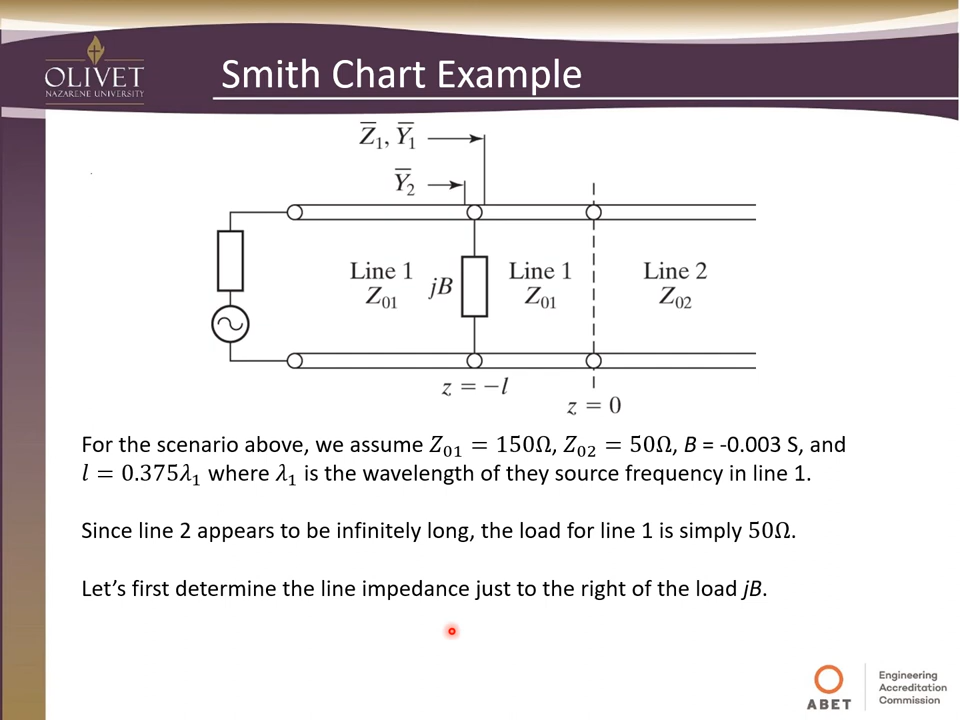 OLIVET
NAZARENE UNIVERSITY
Smith Chart Example
Z̅₁, Y̅₁
Y̅₂
Line 1
Z₀₁
jB
Line 1
Z₀₁
Line 2
Z₀₂
z = −l
z = 0
For the scenario above, we assume Z₀₁ = 150Ω, Z₀₂ = 50Ω, B = -0.003 S, and
l = 0.375λ₁ where λ₁ is the wavelength of they source frequency in line 1.
Since line 2 appears to be infinitely long, the load for line 1 is simply 50Ω.
Let’s first determine the line impedance just to the right of the load jB.
ABET
Engineering
Accreditation
Commission